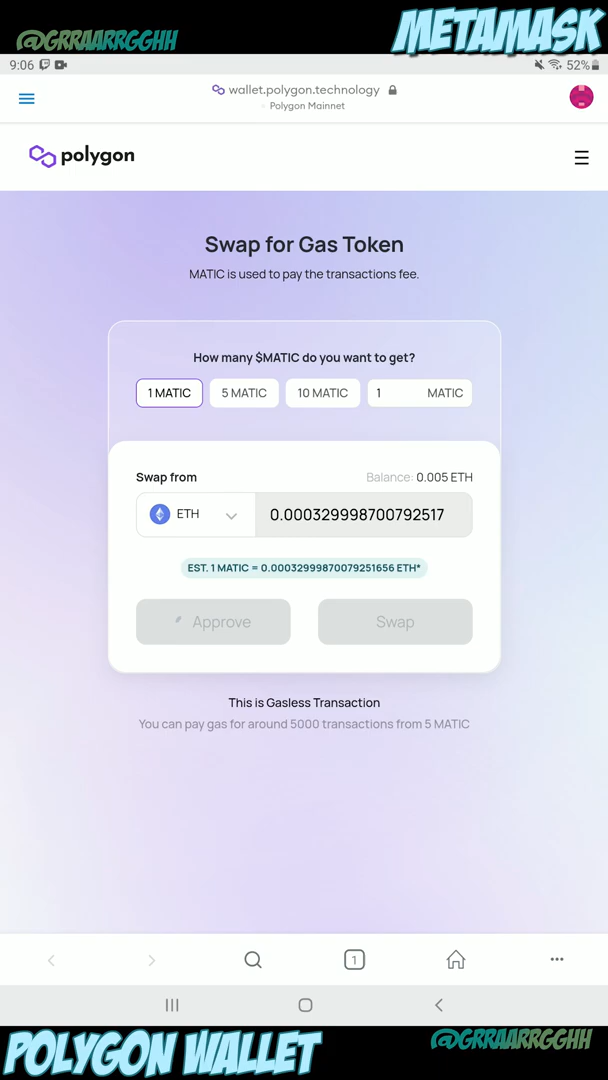 @GRRAARRGGHH
METAMASK
9:06
52%
wallet.polygon.technology
Polygon Mainnet
polygon
Swap for Gas Token
MATIC is used to pay the transactions fee.
How many $MATIC do you want to get?
1 MATIC
5 MATIC
10 MATIC
1 MATIC
Swap from
Balance: 0.005 ETH
ETH
0.000329998700792517
EST. 1 MATIC = 0.00032999870079251656 ETH*
Approve
Swap
This is Gasless Transaction
You can pay gas for around 5000 transactions from 5 MATIC
1
POLYGON WALLET
@GRRAARRGGHH